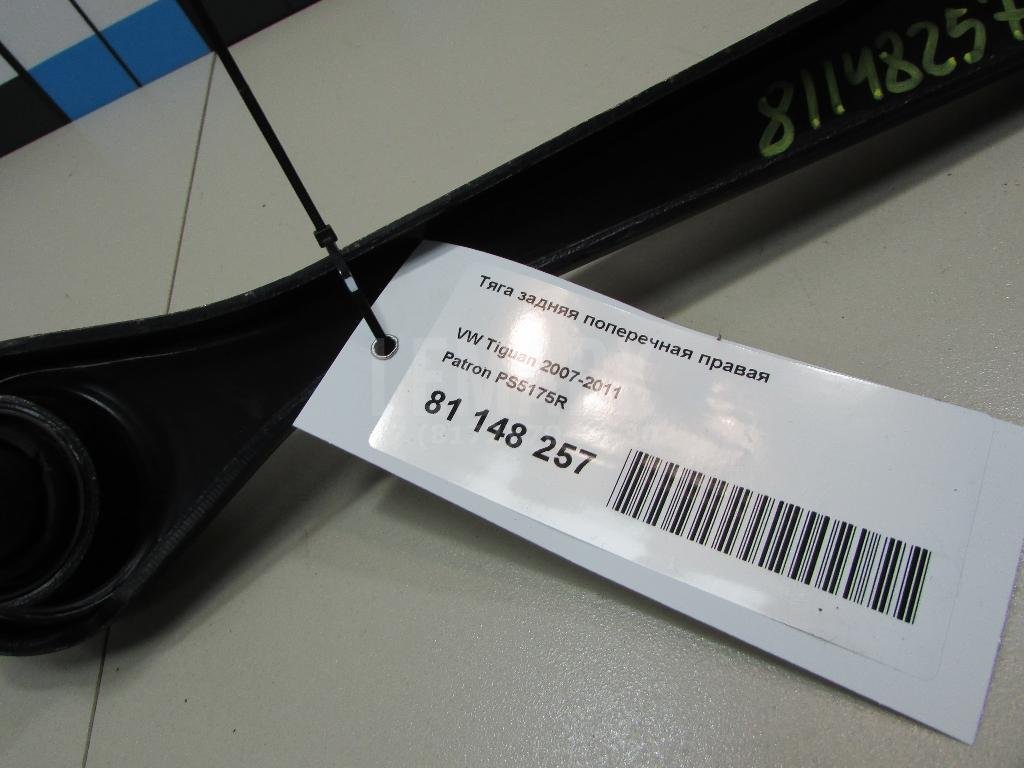 81148257
Тяга задняя поперечная правая
VW Tiguan 2007-2011
Patron PS5175R
81 148 257